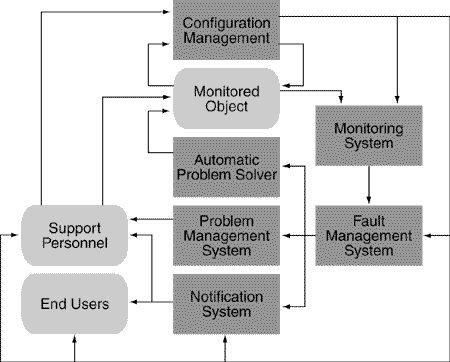 Configuration
Management
Monitored
Object
Monitoring
System
Automatic
Problem Solver
Support
Personnel
Problem
Management
System
Fault
Management
System
End Users
Notification
System